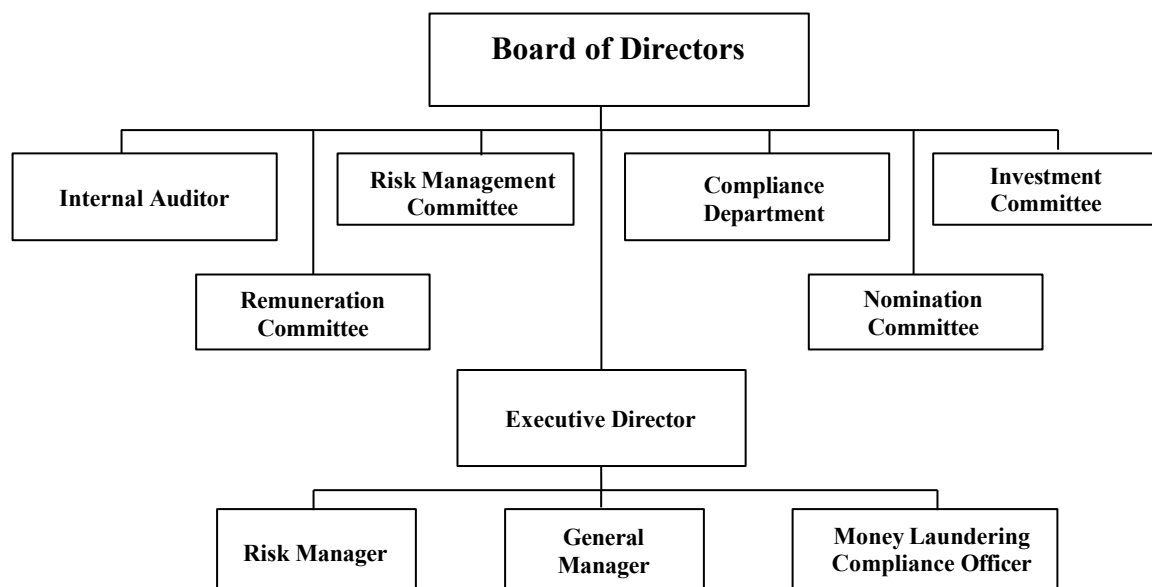 Board of Directors
Internal Auditor
Risk Management
Committee
Compliance
Department
Investment
Committee
Remuneration
Committee
Nomination
Committee
Executive Director
Risk Manager
General
Manager
Money Laundering
Compliance Officer